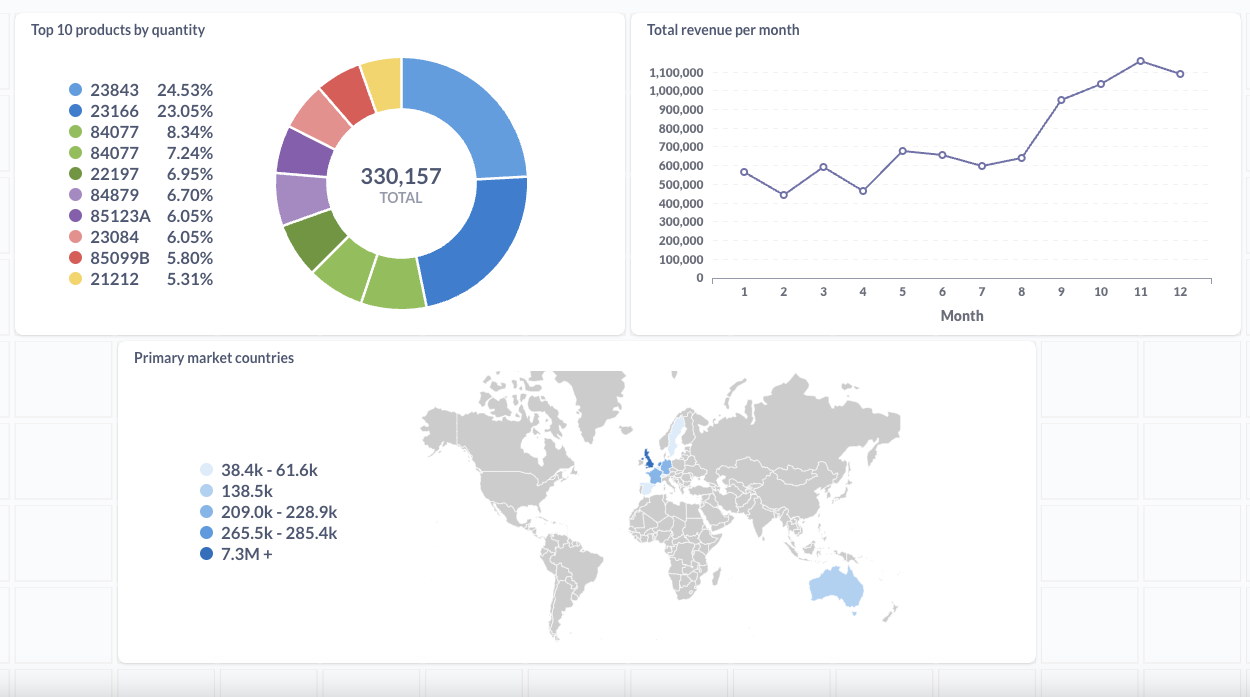 Top 10 products by quantity
23843 24.53%
23166 23.05%
84077 8.34%
84077 7.24%
22197 6.95%
84879 6.70%
85123A 6.05%
23084 6.05%
85099B 5.80%
21212 5.31%
330,157
TOTAL
Total revenue per month
1,100,000
1,000,000
900,000
800,000
700,000
600,000
500,000
400,000
300,000
200,000
100,000
0
1 2 3 4 5 6 7 8 9 10 11 12
Month
Primary market countries
38.4k - 61.6k
138.5k
209.0k - 228.9k
265.5k - 285.4k
7.3M +